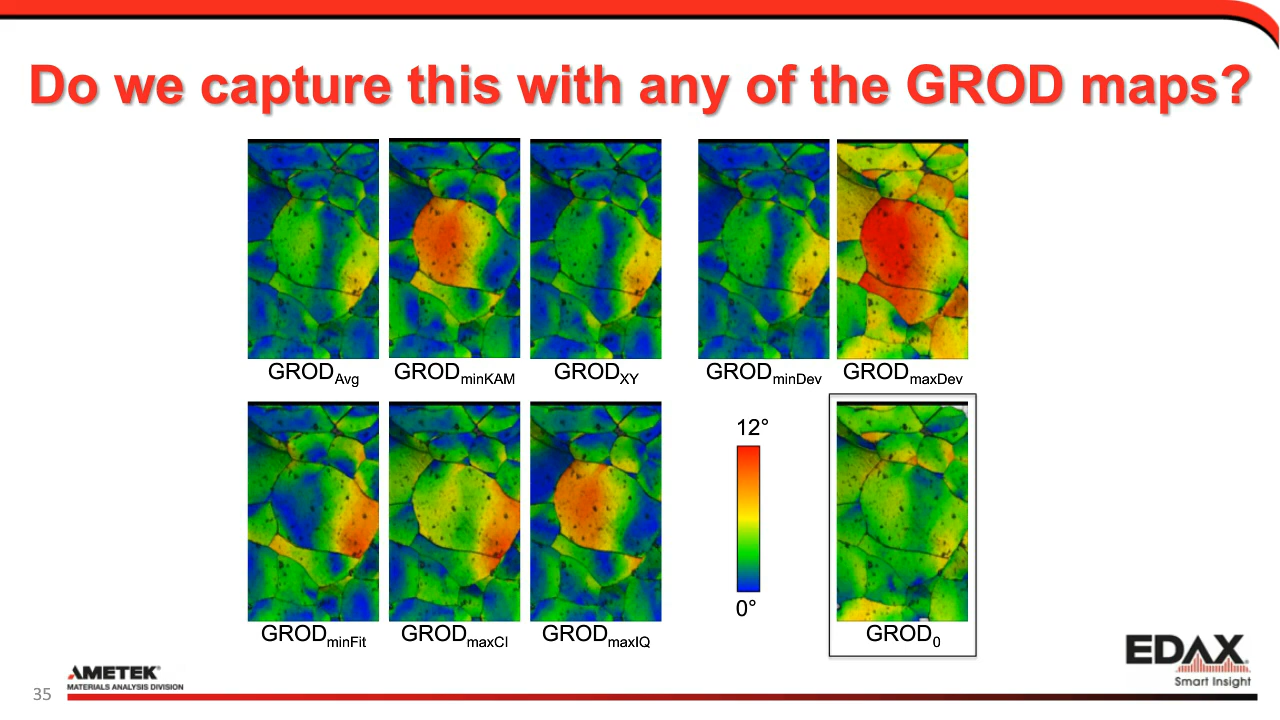 Do we capture this with any of the GROD maps?
GRODAvg GRODminKAM GRODXY GRODminDev GRODmaxDev
12°
0°
GRODminFit GRODmaxCI GRODmaxIQ GROD0
35
AMETEK®
MATERIALS ANALYSIS DIVISION
EDAX
Smart Insight